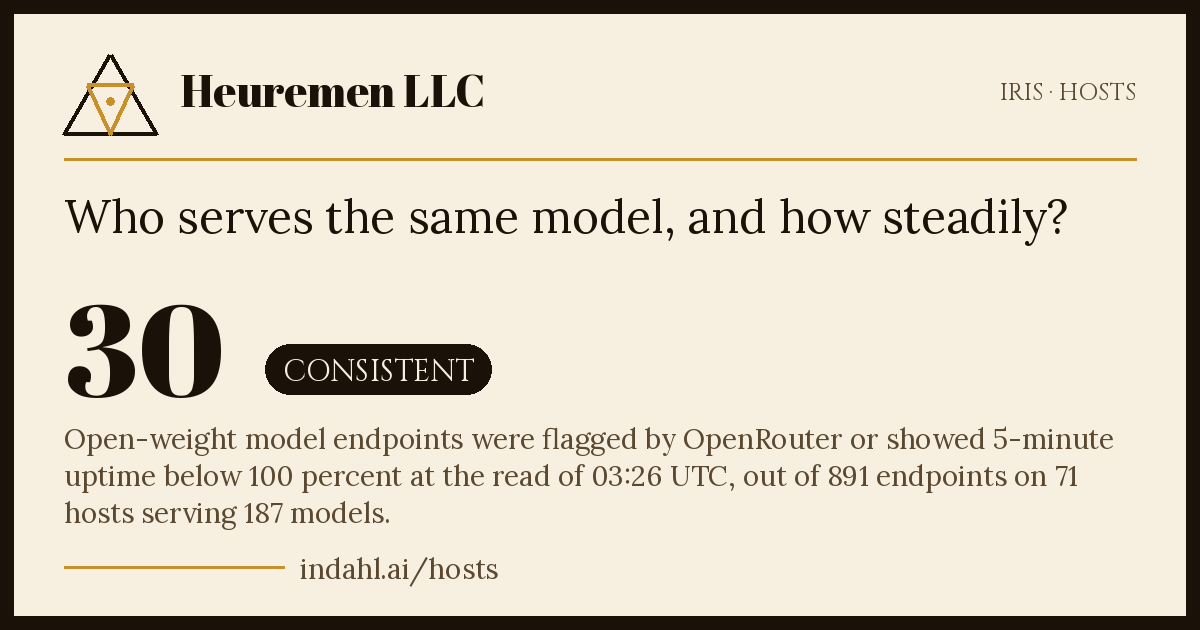 Heuremen LLC
IRIS · HOSTS
Who serves the same model, and how steadily?
30
CONSISTENT
Open-weight model endpoints were flagged by OpenRouter or showed 5-minute
uptime below 100 percent at the read of 03:26 UTC, out of 891 endpoints on 71
hosts serving 187 models.
indahl.ai/hosts